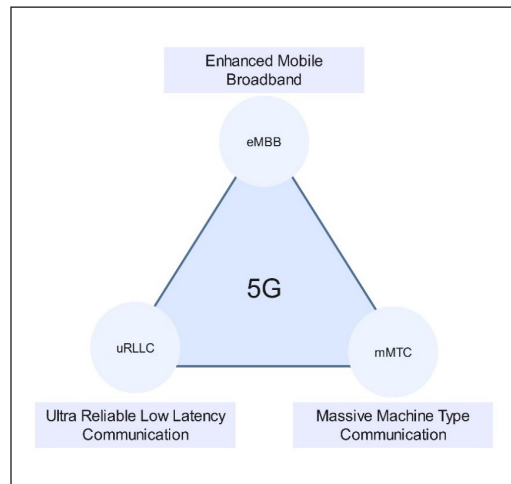 Enhanced Mobile
Broadband
eMBB
5G
uRLLC
mMTC
Ultra Reliable Low Latency
Communication
Massive Machine Type
Communication